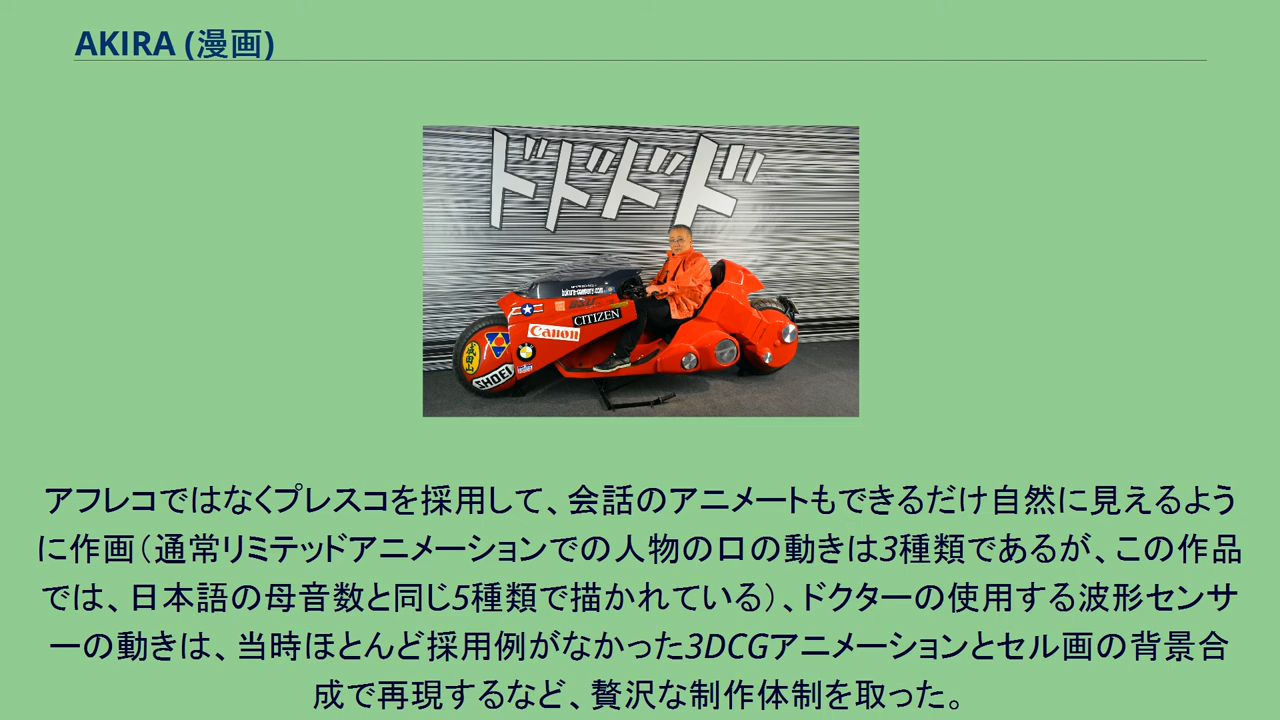 AKIRA (漫画)
ドドドド
CITIZEN
Canon
成田山
SHOEI
アフレコではなくプレスコを採用して、会話のアニメートもできるだけ自然に見えるよう
に作画（通常リミテッドアニメーションでの人物の口の動きは3種類であるが、この作品
では、日本語の母音数と同じ5種類で描かれている）、ドクターの使用する波形センサ
ーの動きは、当時ほとんど採用例がなかった3DCGアニメーションとセル画の背景合
成で再現するなど、贅沢な制作体制を取った。